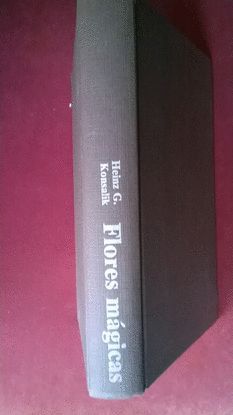 Heinz G.
Konsalik
Flores mágicas